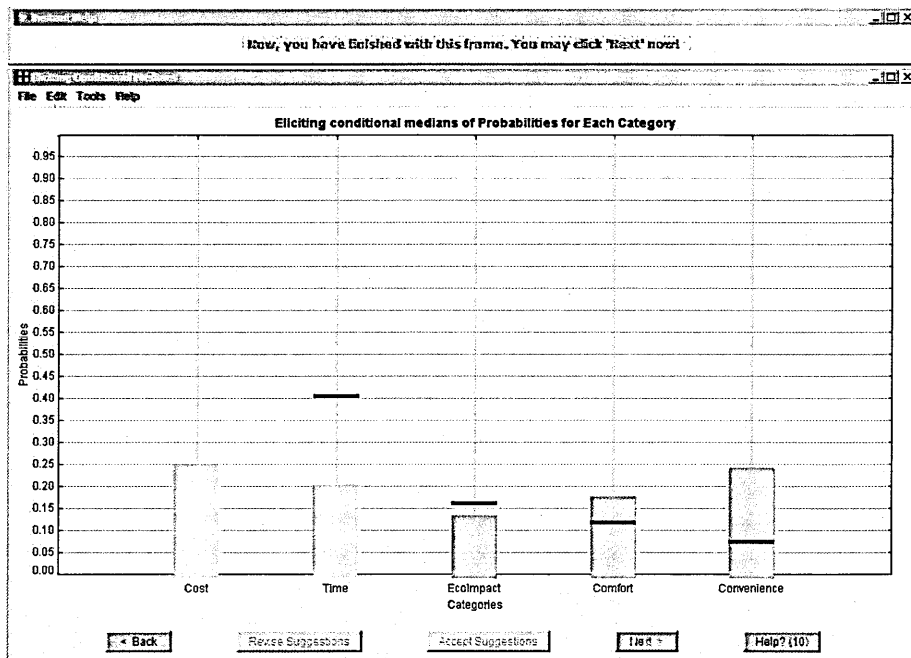 Now, you have finished with this frame. You may click 'Next' now!
File Edit Tools Help
Eliciting conditional medians of Probabilities for Each Category
Probabilities
0.95
0.90
0.85
0.80
0.75
0.70
0.65
0.60
0.55
0.50
0.45
0.40
0.35
0.30
0.25
0.20
0.15
0.10
0.05
0.00
Cost Time EcoImpact Comfort Convenience
Categories
< Back Revise Suggestions Accept Suggestions Next > Help? (10)